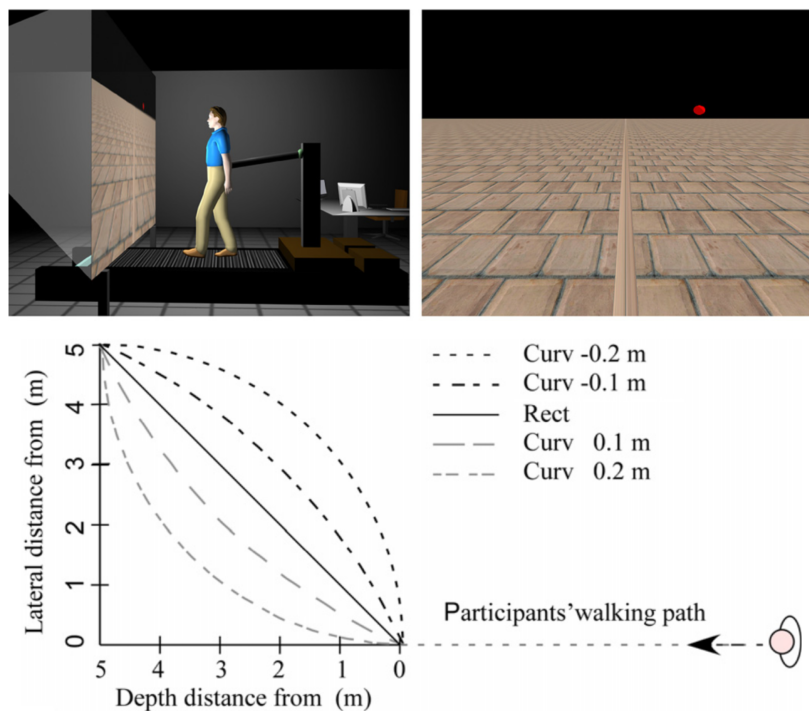 Curv -0.2 m
Curv -0.1 m
Rect
Curv 0.1 m
Curv 0.2 m
Lateral distance from (m)
5
4
3
2
1
0
Participants'walking path
5 4 3 2 1 0
Depth distance from (m)